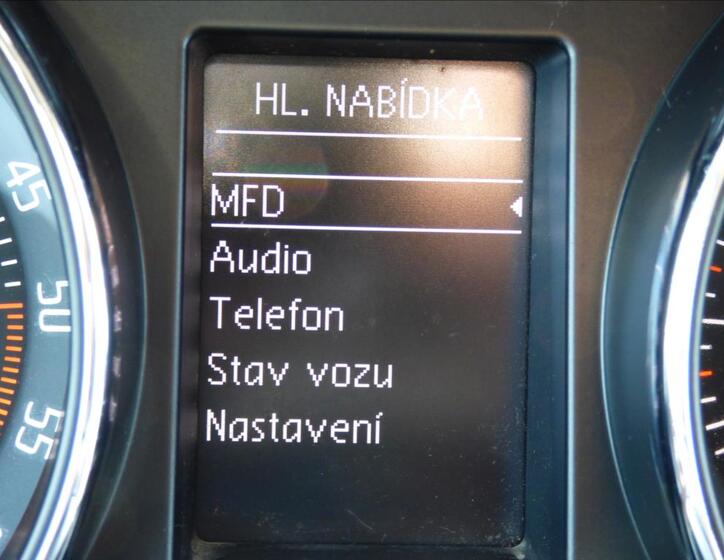 HL. NABÍDKA
MFD
Audio
Telefon
Stav vozu
Nastavení
45
50
55